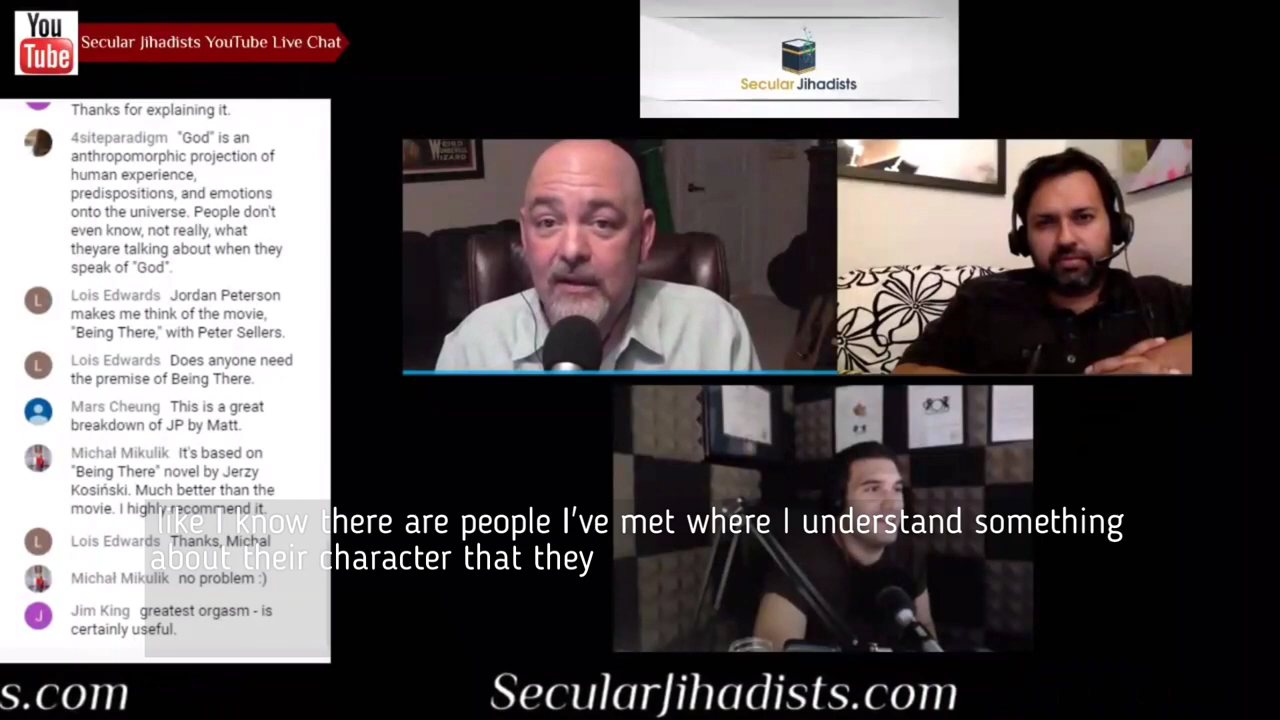 You
Tube
Secular Jihadists YouTube Live Chat
Secular Jihadists
WEIRD
WONDERFUL
WIZARD
Thanks for explaining it.
4siteparadigm "God" is an
anthropomorphic projection of
human experience,
predispositions, and emotions
onto the universe. People don't
even know, not really, what
theyare talking about when they
speak of "God".
L Lois Edwards Jordan Peterson
makes me think of the movie,
"Being There," with Peter Sellers.
L Lois Edwards Does anyone need
the premise of Being There.
Mars Cheung This is a great
breakdown of JP by Matt.
Michał Mikulik It's based on
"Being There" novel by Jerzy
Kosiński. Much better than the
movie. I highly recommend it.
L Lois Edwards Thanks, Michal
Michał Mikulik no problem :)
J Jim King greatest orgasm - is
certainly useful.
like I know there are people I've met where I understand something
about their character that they
s.com
SecularJihadists.com